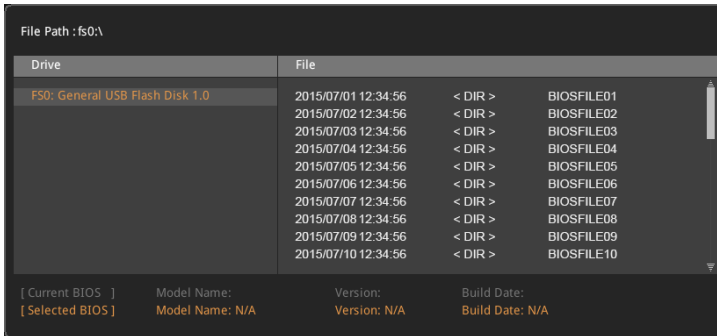 File Path : fs0:\
Drive File
FS0: General USB Flash Disk 1.0
2015/07/01 12:34:56 < DIR > BIOSFILE01
2015/07/02 12:34:56 < DIR > BIOSFILE02
2015/07/03 12:34:56 < DIR > BIOSFILE03
2015/07/04 12:34:56 < DIR > BIOSFILE04
2015/07/05 12:34:56 < DIR > BIOSFILE05
2015/07/06 12:34:56 < DIR > BIOSFILE06
2015/07/07 12:34:56 < DIR > BIOSFILE07
2015/07/08 12:34:56 < DIR > BIOSFILE08
2015/07/09 12:34:56 < DIR > BIOSFILE09
2015/07/10 12:34:56 < DIR > BIOSFILE10
[ Current BIOS ] Model Name: Version: Build Date:
[ Selected BIOS ] Model Name: N/A Version: N/A Build Date: N/A